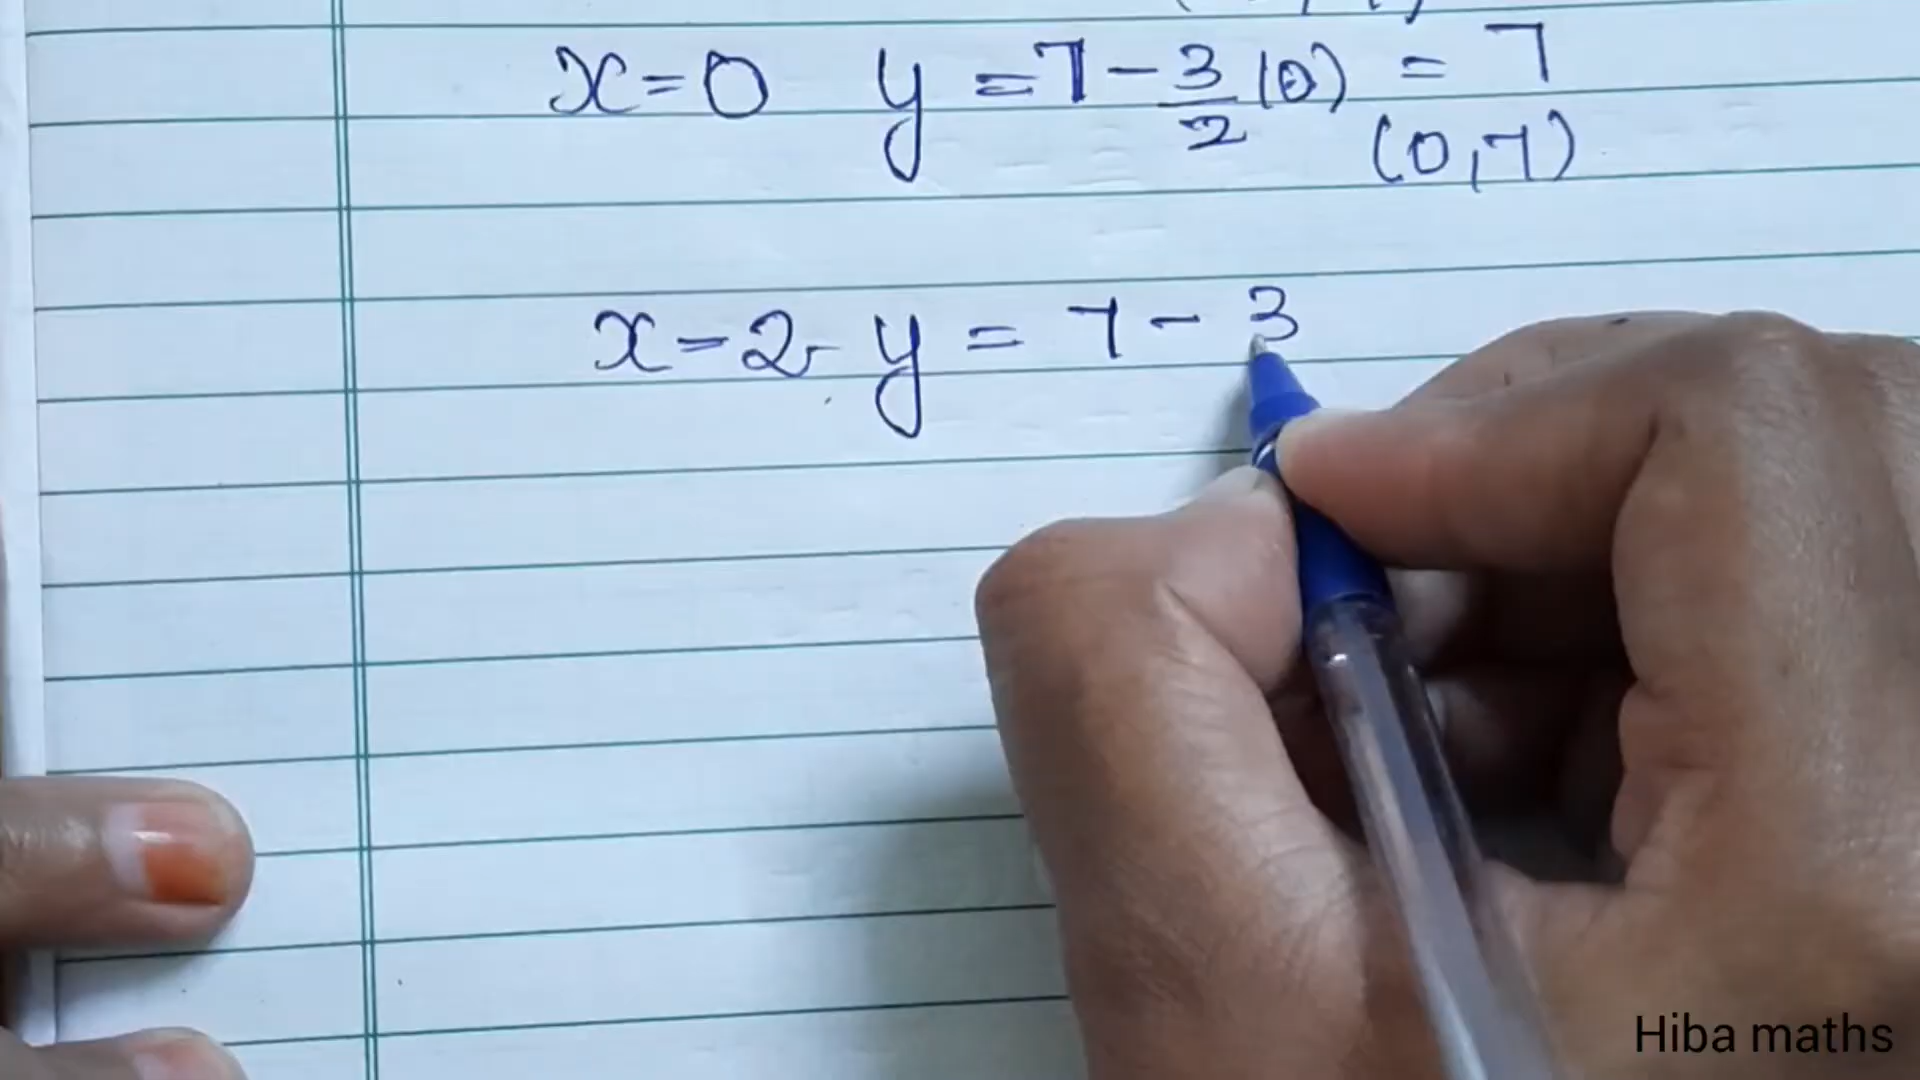 x=0 y =7-3/2(0) = 7
(0,7)
x-2 y = 7-3
Hiba maths